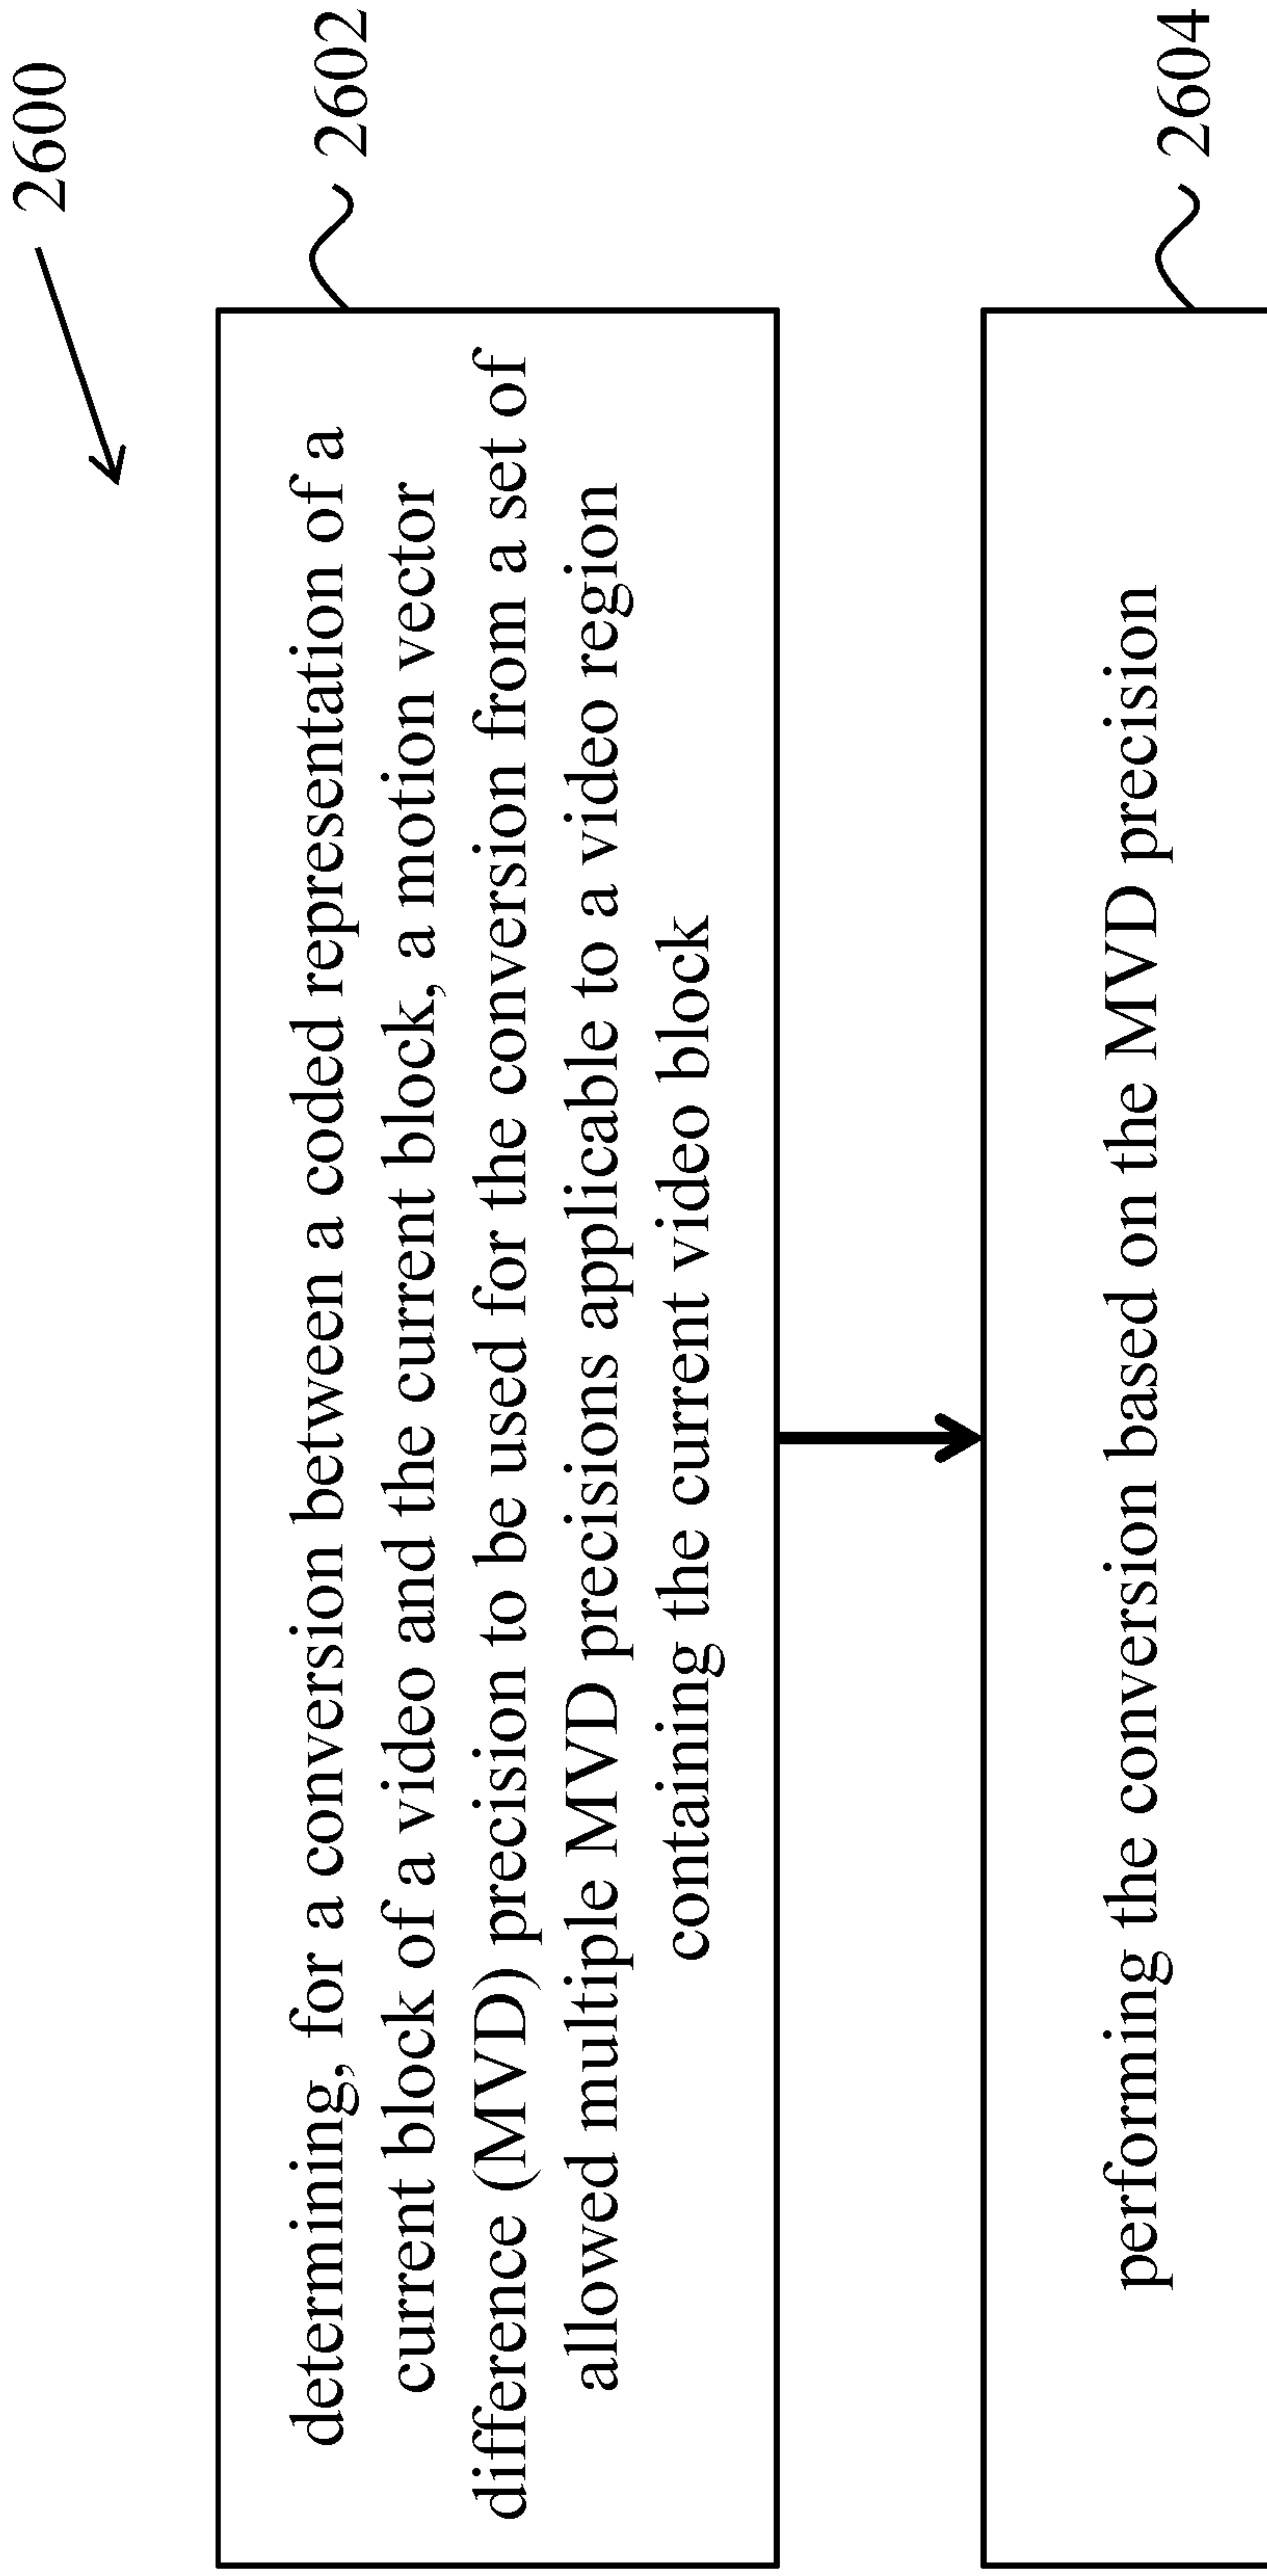 2600
determining, for a conversion between a coded representation of a
current block of a video and the current block, a motion vector
difference (MVD) precision to be used for the conversion from a set of
allowed multiple MVD precisions applicable to a video region
containing the current video block
2602
performing the conversion based on the MVD precision
2604